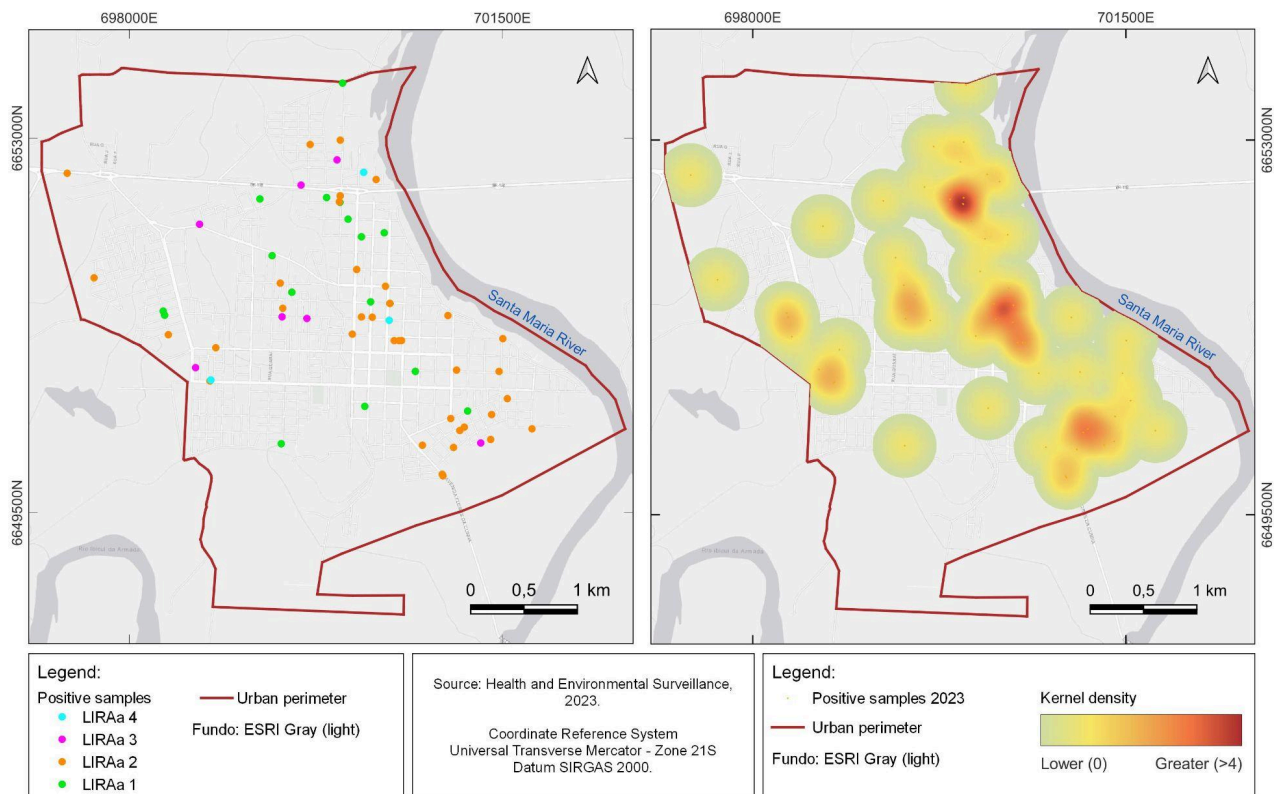 698000E
701500E
698000E
701500E
6653000N
6653000N
Santa Maria River
Santa Maria River
6649500N
6649500N
0 0,5 1 km
0 0,5 1 km
Legend:
Positive samples
LIRAa 4
LIRAa 3
LIRAa 2
LIRAa 1
Urban perimeter
Fundo: ESRI Gray (light)
Source: Health and Environmental Surveillance,
2023.
Coordinate Reference System
Universal Transverse Mercator - Zone 21S
Datum SIRGAS 2000.
Legend:
Positive samples 2023
Urban perimeter
Fundo: ESRI Gray (light)
Kernel density
Lower (0)
Greater (>4)